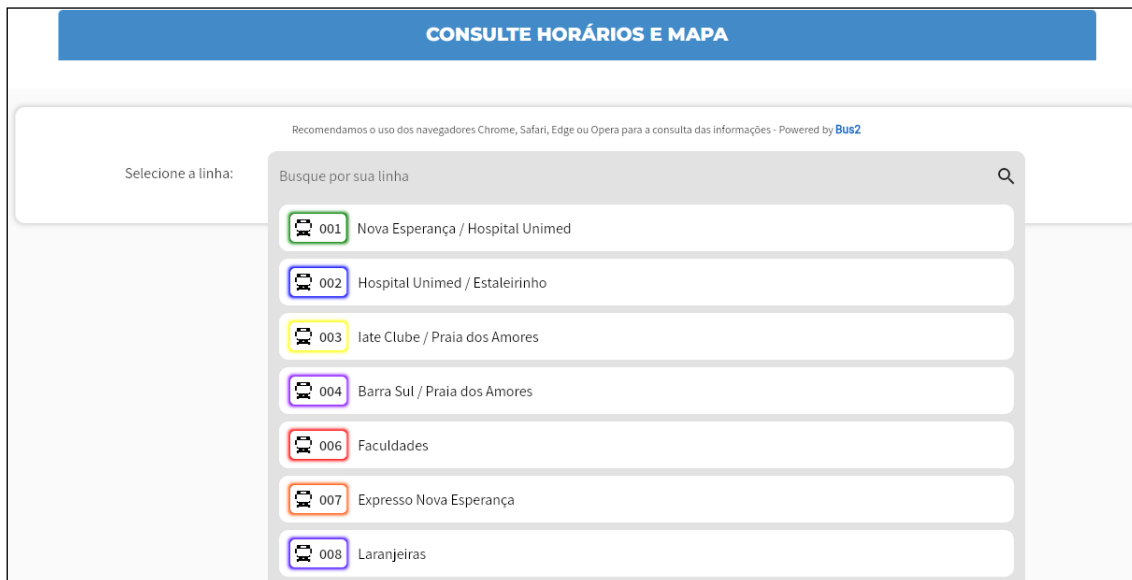 CONSULTE HORÁRIOS E MAPA
Recomendamos o uso dos navegadores Chrome, Safari, Edge ou Opera para a consulta das informações - Powered by Bus2
Selecione a linha:
Busque por sua linha
001 Nova Esperança / Hospital Unimed
002 Hospital Unimed / Estaleirinho
003 Iate Clube / Praia dos Amores
004 Barra Sul / Praia dos Amores
006 Faculdades
007 Expresso Nova Esperança
008 Laranjeiras